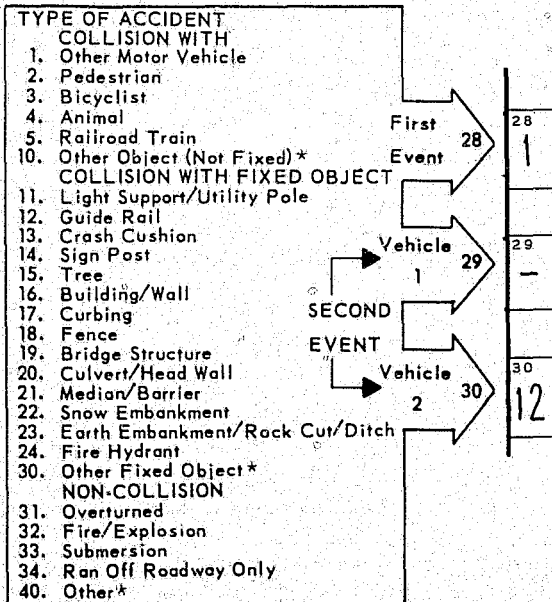 TYPE OF ACCIDENT
COLLISION WITH
1. Other Motor Vehicle
2. Pedestrian
3. Bicyclist
4. Animal
5. Railroad Train
10. Other Object (Not Fixed)*
COLLISION WITH FIXED OBJECT
11. Light Support/Utility Pole
12. Guide Rail
13. Crash Cushion
14. Sign Post
15. Tree
16. Building/Wall
17. Curbing
18. Fence
19. Bridge Structure
20. Culvert/Head Wall
21. Median/Barrier
22. Snow Embankment
23. Earth Embankment/Rock Cut/Ditch
24. Fire Hydrant
30. Other Fixed Object*
NON-COLLISION
31. Overturned
32. Fire/Explosion
33. Submersion
34. Ran Off Roadway Only
40. Other*
First
Event
28
28
1
SECOND
EVENT
Vehicle
1
29
29
-
Vehicle
2
30
30
12